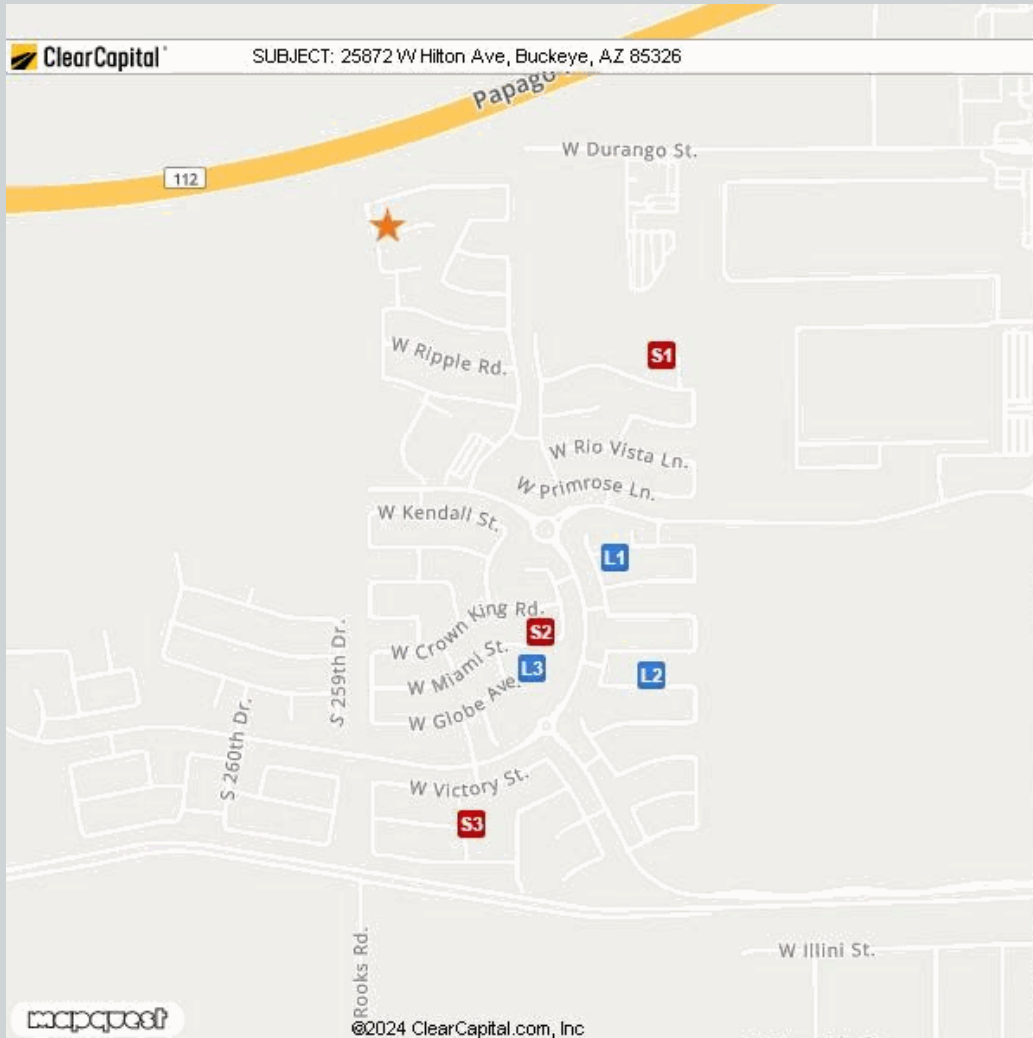 ClearCapital
SUBJECT: 25872 W Hilton Ave, Buckeye, AZ 85326
Papago
W Durango St.
112
W Ripple Rd.
S1
W Rio Vista Ln.
W Primrose Ln.
W Kendall St.
L1
W Crown King Rd.
S2
W Miami St.
L3
L2
W Globe Ave.
S 259th Dr.
S 260th Dr.
W Victory St.
S3
Rooks Rd.
W Illini St.
mapquest
©2024 ClearCapital.com, Inc